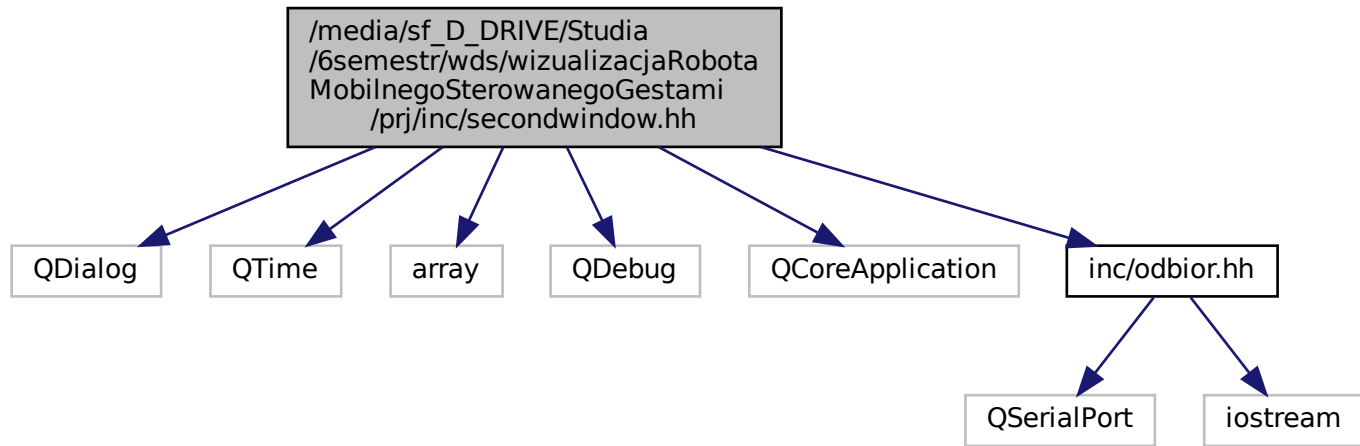 /media/sf_D_DRIVE/Studia
/6semestr/wds/wizualizacjaRobota
MobilnegoSterowanegoGestami
/prj/inc/secondwindow.hh
QDialog
QTime
array
QDebug
QCoreApplication
inc/odbior.hh
QSerialPort
iostream